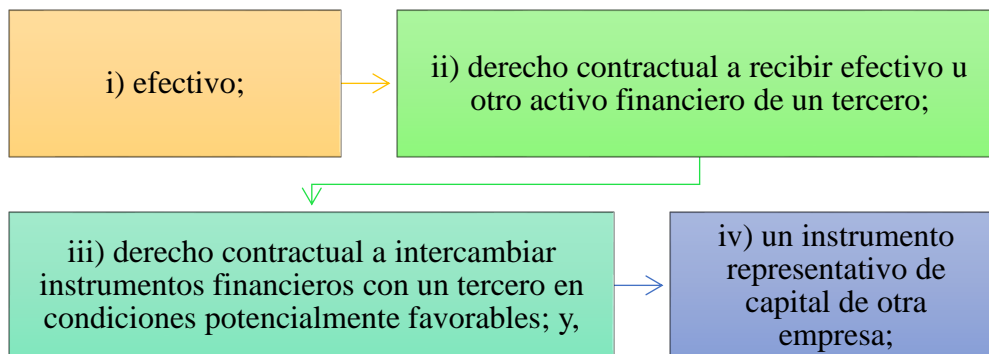 i) efectivo;
ii) derecho contractual a recibir efectivo u
otro activo financiero de un tercero;
iii) derecho contractual a intercambiar
instrumentos financieros con un tercero en
condiciones potencialmente favorables; y,
iv) un instrumento
representativo de
capital de otra
empresa;